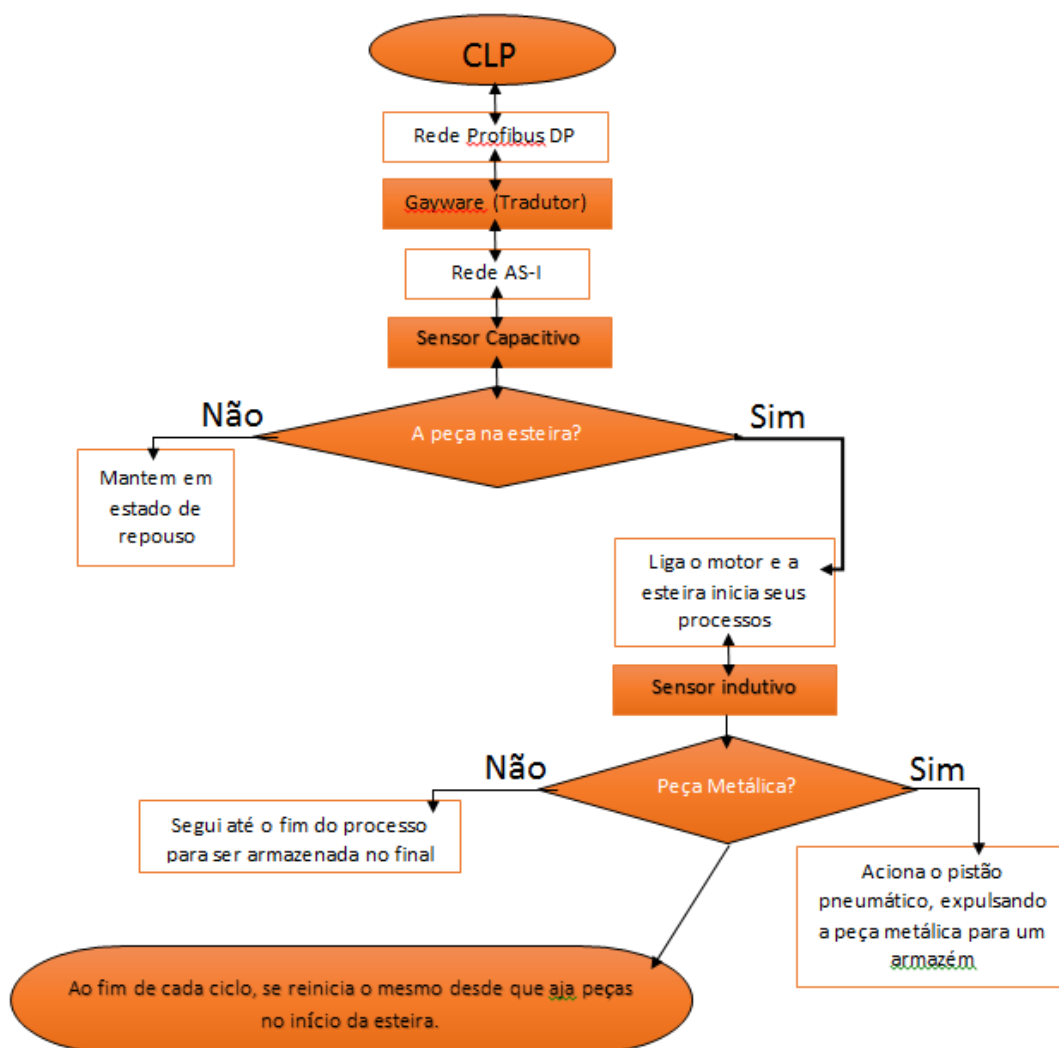 CLP
Rede Profibus DP
Gayware (Tradutor)
Rede AS-I
Sensor Capacitivo
Não
Sim
A peça na esteira?
Mantem em
estado de
repouso
Liga o motor e a
esteira inicia seus
processos
Sensor indutivo
Não
Sim
Peça Metálica?
Segui até o fim do processo
para ser armazenada no final
Aciona o pistão
pneumático, expulsando
a peça metálica para um
armazém
Ao fim de cada ciclo, se reinicia o mesmo desde que aja peças
no início da esteira.